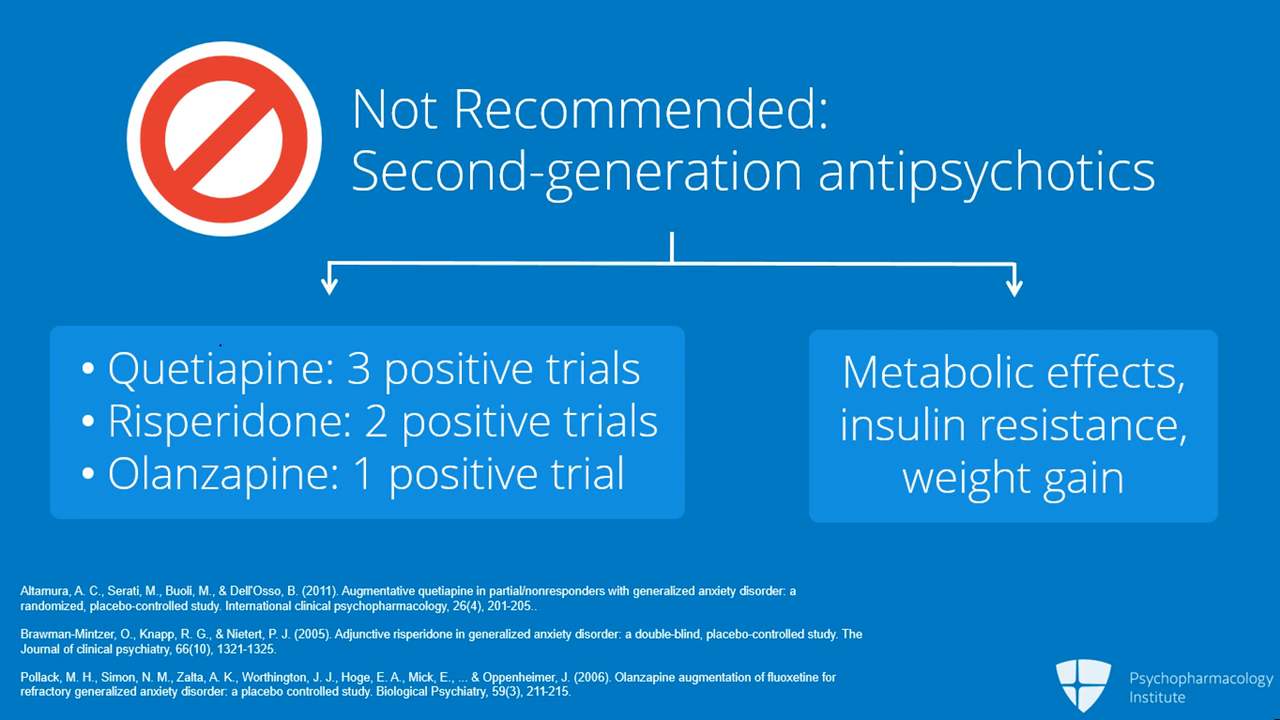 Not Recommended:
Second-generation antipsychotics
• Quetiapine: 3 positive trials
• Risperidone: 2 positive trials
• Olanzapine: 1 positive trial
Metabolic effects,
insulin resistance,
weight gain
Altamura, A. C., Serati, M., Buoli, M., & Dell'Osso, B. (2011). Augmentative quetiapine in partial/nonresponders with generalized anxiety disorder: a
randomized, placebo-controlled study. International clinical psychopharmacology, 26(4), 201-205..
Brawman-Mintzer, O., Knapp, R. G., & Nietert, P. J. (2005). Adjunctive risperidone in generalized anxiety disorder: a double-blind, placebo-controlled study. The
Journal of clinical psychiatry, 66(10), 1321-1325.
Pollack, M. H., Simon, N. M., Zalta, A. K., Worthington, J. J., Hoge, E. A., Mick, E., ... & Oppenheimer, J. (2006). Olanzapine augmentation of fluoxetine for
refractory generalized anxiety disorder: a placebo controlled study. Biological Psychiatry, 59(3), 211-215.
Psychopharmacology
Institute